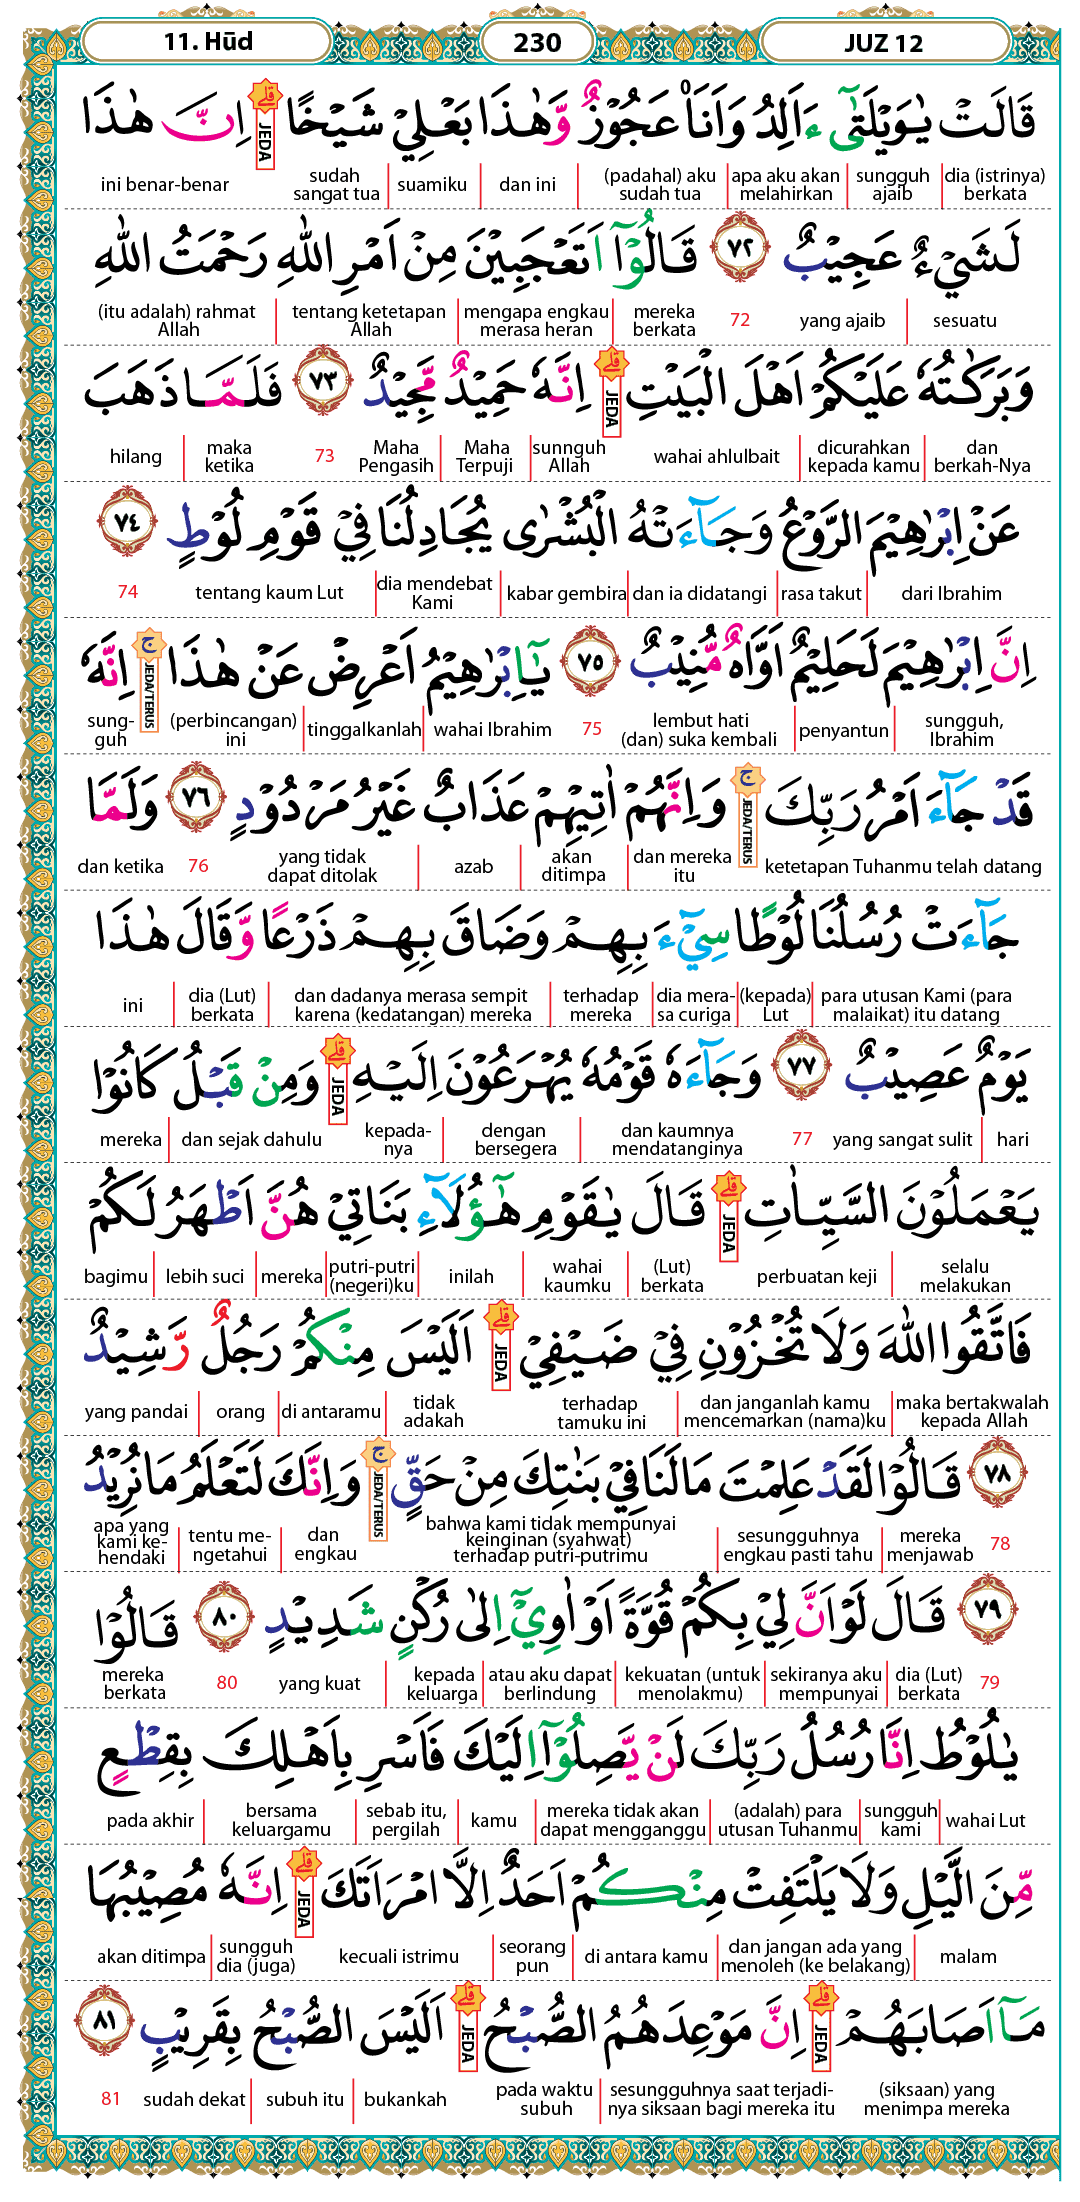 11. Hūd 230 JUZ 12
قَالَتْ يٰوَيْلَتٰٓى ءَاَلِدُ وَاَنَا۠ عَجُوْزٌ وَّهٰذَا بَعْلِيْ شَيْخًا ۗ اِنَّ هٰذَا
dia (istrinya) berkata | sungguh ajaib | apa aku akan melahirkan | (padahal) aku sudah tua | dan ini | suamiku | sudah sangat tua | JEDA | ini benar-benar
لَشَيْءٌ عَجِيْبٌ ٧٢ قَالُوْٓا اَتَعْجَبِيْنَ مِنْ اَمْرِ اللّٰهِ رَحْمَتُ اللّٰهِ
sesuatu | yang ajaib | 72 | mereka berkata | mengapa engkau merasa heran | tentang ketetapan Allah | (itu adalah) rahmat Allah
وَبَرَكٰتُهٗ عَلَيْكُمْ اَهْلَ الْبَيْتِ ۗ اِنَّهٗ حَمِيْدٌ مَّجِيْدٌ ٧٣ فَلَمَّا ذَهَبَ
dan berkah-Nya | dicurahkan kepada kamu | wahai ahlulbait | JEDA | sunnguh Allah | Maha Terpuji | Maha Pengasih | 73 | maka ketika | hilang
عَنْ اِبْرٰهِيْمَ الرَّوْعُ وَجَاۤءَتْهُ الْبُشْرٰى يُجَادِلُنَا فِيْ قَوْمِ لُوْطٍ ٧٤
dari Ibrahim | rasa takut | dan ia didatangi | kabar gembira | dia mendebat Kami | tentang kaum Lut | 74
اِنَّ اِبْرٰهِيْمَ لَحَلِيْمٌ اَوَّاهٌ مُّنِيْبٌ ٧٥ يٰٓاِبْرٰهِيْمُ اَعْرِضْ عَنْ هٰذَا ۚ اِنَّهٗ
sungguh, Ibrahim | penyantun | lembut hati (dan) suka kembali | 75 | wahai Ibrahim | tinggalkanlah | (perbincangan) ini | JEDA/TERUS | sung-guh
قَدْ جَاۤءَ اَمْرُ رَبِّكَ ۚ وَاِنَّهُمْ اٰتِيْهِمْ عَذَابٌ غَيْرُ مَرْدُوْدٍ ٧٦ وَلَمَّا
ketetapan Tuhanmu telah datang | JEDA/TERUS | dan mereka itu | akan ditimpa | azab | yang tidak dapat ditolak | 76 | dan ketika
جَاۤءَتْ رُسُلُنَا لُوْطًا سِيْۤءَ بِهِمْ وَضَاقَ بِهِمْ ذَرْعًا وَّقَالَ هٰذَا
para utusan Kami (para malaikat) itu datang | (kepada) Lut | dia mera-sa curiga | terhadap mereka | dan dadanya merasa sempit karena (kedatangan) mereka | dia (Lut) berkata | ini
يَوْمٌ عَصِيْبٌ ٧٧ وَجَاۤءَهٗ قَوْمُهٗ يُهْرَعُوْنَ اِلَيْهِ ۗ وَمِنْ قَبْلُ كَانُوْا
hari | yang sangat sulit | 77 | dan kaumnya mendatanginya | dengan bersegera | kepada-nya | JEDA | dan sejak dahulu | mereka
يَعْمَلُوْنَ السَّيِّاٰتِ ۗ قَالَ يٰقَوْمِ هٰٓؤُلَاۤءِ بَنَاتِيْ هُنَّ اَطْهَرُ لَكُمْ
selalu melakukan | perbuatan keji | JEDA | (Lut) berkata | wahai kaumku | inilah | putri-putri (negeri)ku | mereka | lebih suci | bagimu
فَاتَّقُوا اللّٰهَ وَلَا تُخْزُوْنِ فِيْ ضَيْفِيْ ۗ اَلَيْسَ مِنْكُمْ رَجُلٌ رَّشِيْدٌ
maka bertakwalah kepada Allah | dan janganlah kamu mencemarkan (nama)ku | terhadap tamuku ini | JEDA | tidak adakah | di antaramu | orang | yang pandai
٧٨ قَالُوْا لَقَدْ عَلِمْتَ مَا لَنَا فِيْ بَنٰتِكَ مِنْ حَقٍّ ۚ وَاِنَّكَ لَتَعْلَمُ مَا نُرِيْدُ
78 | mereka menjawab | sesungguhnya engkau pasti tahu | bahwa kami tidak mempunyai keinginan (syahwat) terhadap putri-putrimu | JEDA/TERUS | dan engkau | tentu me-ngetahui | apa yang kami ke-hendaki
٧٩ قَالَ لَوْ اَنَّ لِيْ بِكُمْ قُوَّةً اَوْ اٰوِيْٓ اِلٰى رُكْنٍ شَدِيْدٍ ٨٠ قَالُوْا
79 | dia (Lut) berkata | sekiranya aku mempunyai | kekuatan (untuk menolakmu) | atau aku dapat berlindung | kepada keluarga | yang kuat | 80 | mereka berkata
يٰلُوْطُ اِنَّا رُسُلُ رَبِّكَ لَنْ يَّصِلُوْٓا اِلَيْكَ فَاَسْرِ بِاَهْلِكَ بِقِطْعٍ
wahai Lut | sungguh kami | (adalah) para utusan Tuhanmu | mereka tidak akan dapat mengganggu | kamu | sebab itu, pergilah | bersama keluargamu | pada akhir
مِّنَ الَّيْلِ وَلَا يَلْتَفِتْ مِنْكُمْ اَحَدٌ اِلَّا امْرَاَتَكَ ۗ اِنَّهٗ مُصِيْبُهَا
malam | dan jangan ada yang menoleh (ke belakang) | di antara kamu | seorang pun | kecuali istrimu | JEDA | sungguh dia (juga) | akan ditimpa
مَآ اَصَابَهُمْ ۗ اِنَّ مَوْعِدَهُمُ الصُّبْحُ ۗ اَلَيْسَ الصُّبْحُ بِقَرِيْبٍ ٨١
(siksaan) yang menimpa mereka | JEDA | sesungguhnya saat terjadi-nya siksaan bagi mereka itu | pada waktu subuh | JEDA | bukankah | subuh itu | sudah dekat | 81